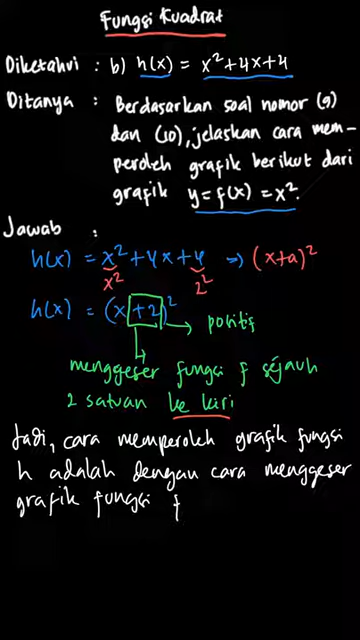 Fungsi Kuadrat
Diketahui : b) h(x) = x² + 4x + 4
Ditanya : Berdasarkan soal nomor (9)
dan (10), jelaskan cara mem-
peroleh grafik berikut dari
grafik y = f(x) = x².
Jawab :
h(x) = x² + 4x + 4 => (x+a)²
x² 2²
h(x) = (x + 2)²
→ positif
menggeser fungsi f sejauh
2 satuan ke kiri
Jadi, cara memperoleh grafik fungsi
h adalah dengan cara menggeser
grafik fungsi f